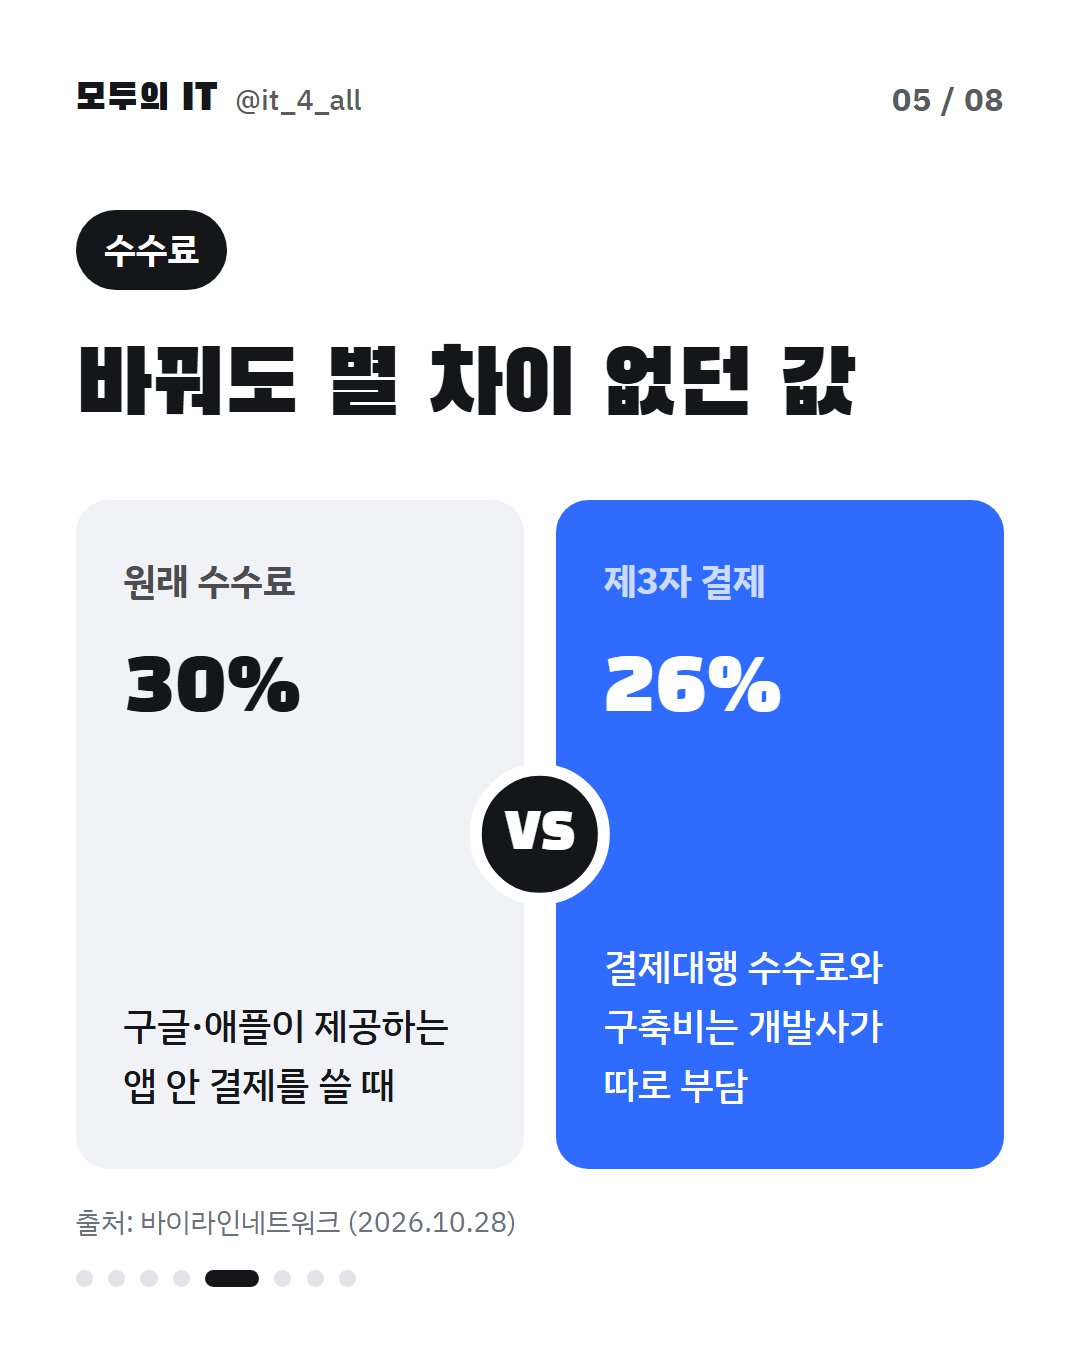 모두의 IT @it_4_all
05 / 08
수수료
바꿔도 별 차이 없던 값
원래 수수료
30%
구글·애플이 제공하는
앱 안 결제를 쓸 때
VS
제3자 결제
26%
결제대행 수수료와
구축비는 개발사가
따로 부담
출처: 바이라인네트워크 (2026.10.28)